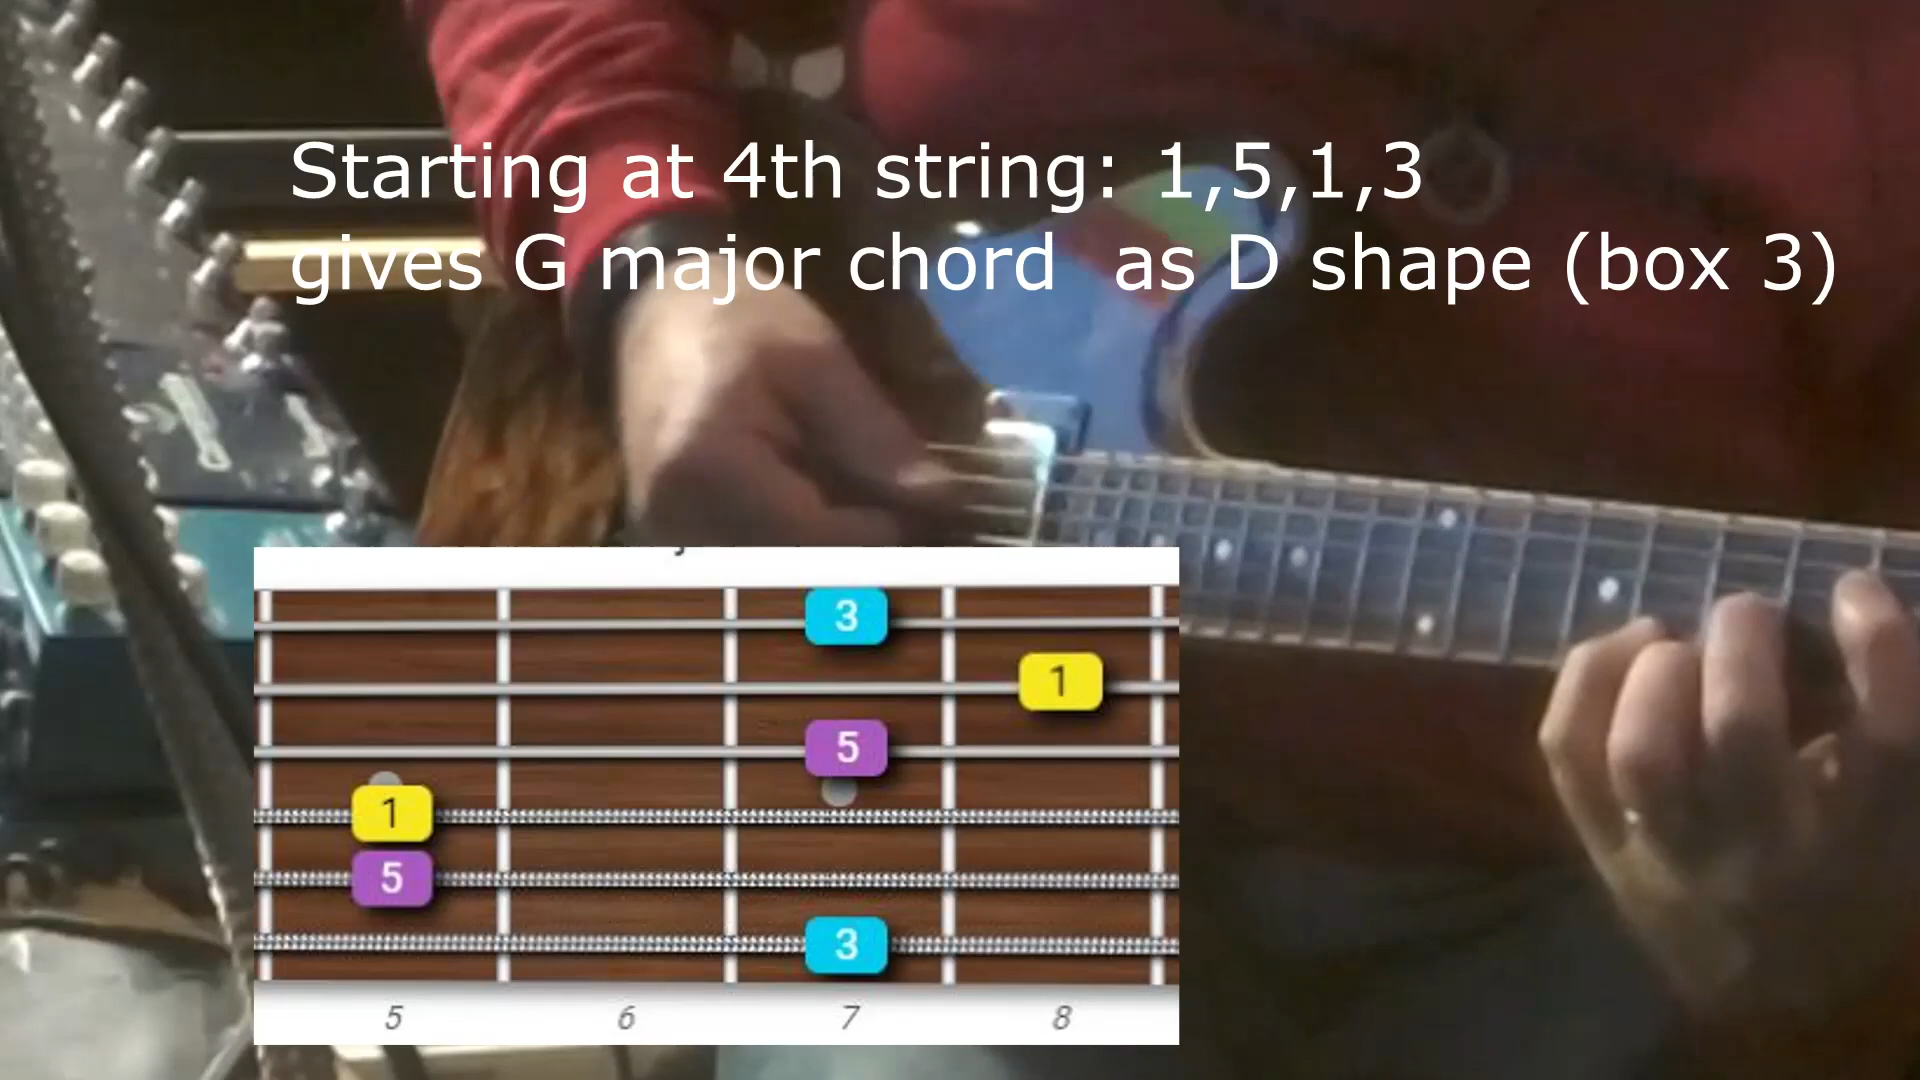 Starting at 4th string: 1,5,1,3
gives G major chord  as D shape (box 3)
3
1
5
1
5
3
5 6 7 8